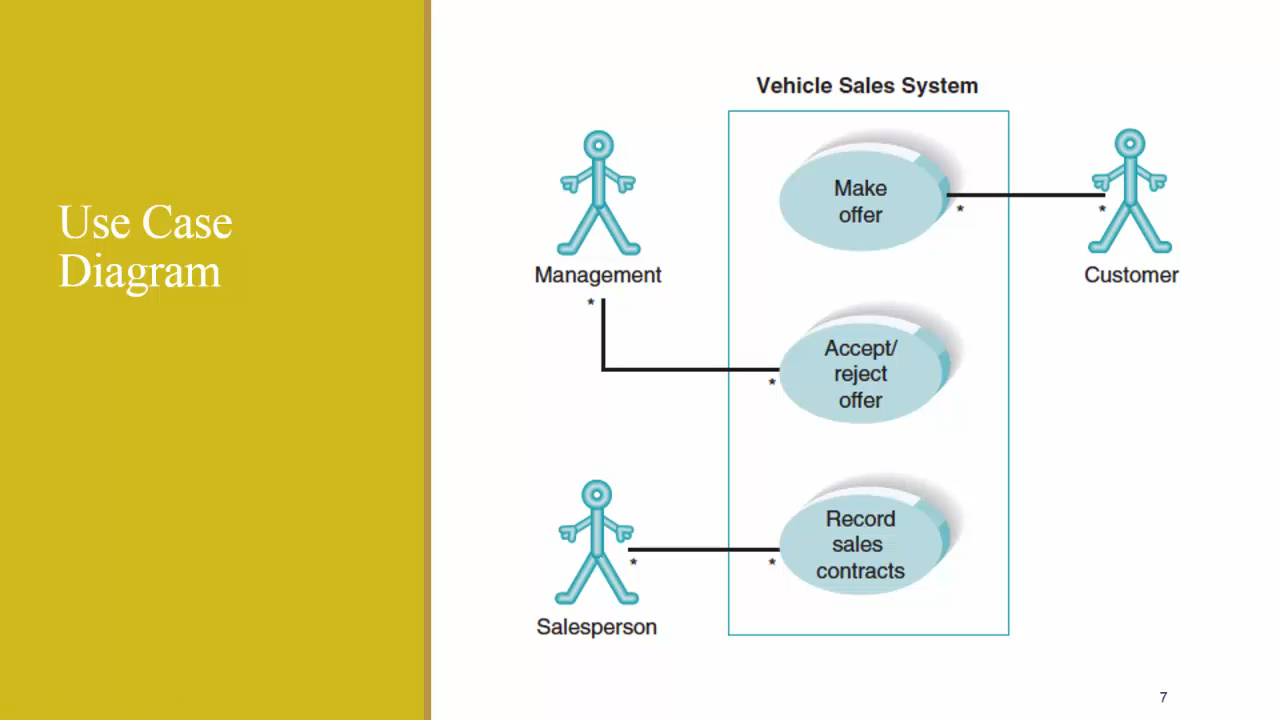 Use Case
Diagram
Vehicle Sales System
Make
offer
*
*
Management
Customer
*
Accept/
reject
offer
*
Record
sales
contracts
*
*
Salesperson
7